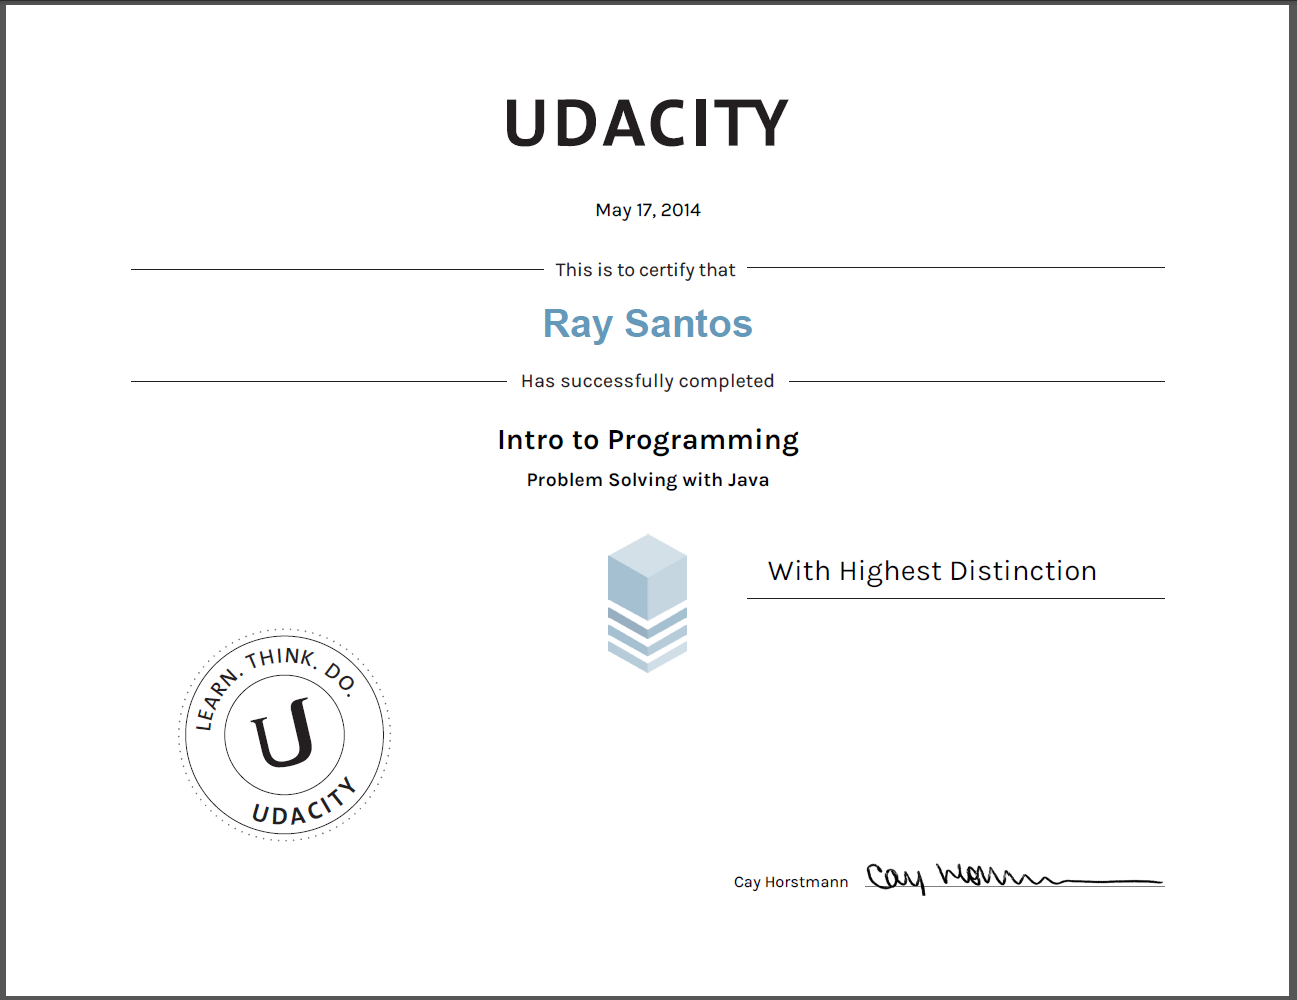 UDACITY
May 17, 2014
This is to certify that
Ray Santos
Has successfully completed
Intro to Programming
Problem Solving with Java
With Highest Distinction
LEARN. THINK. DO.
U
UDACITY
Cay Horstmann Cay Horstmann